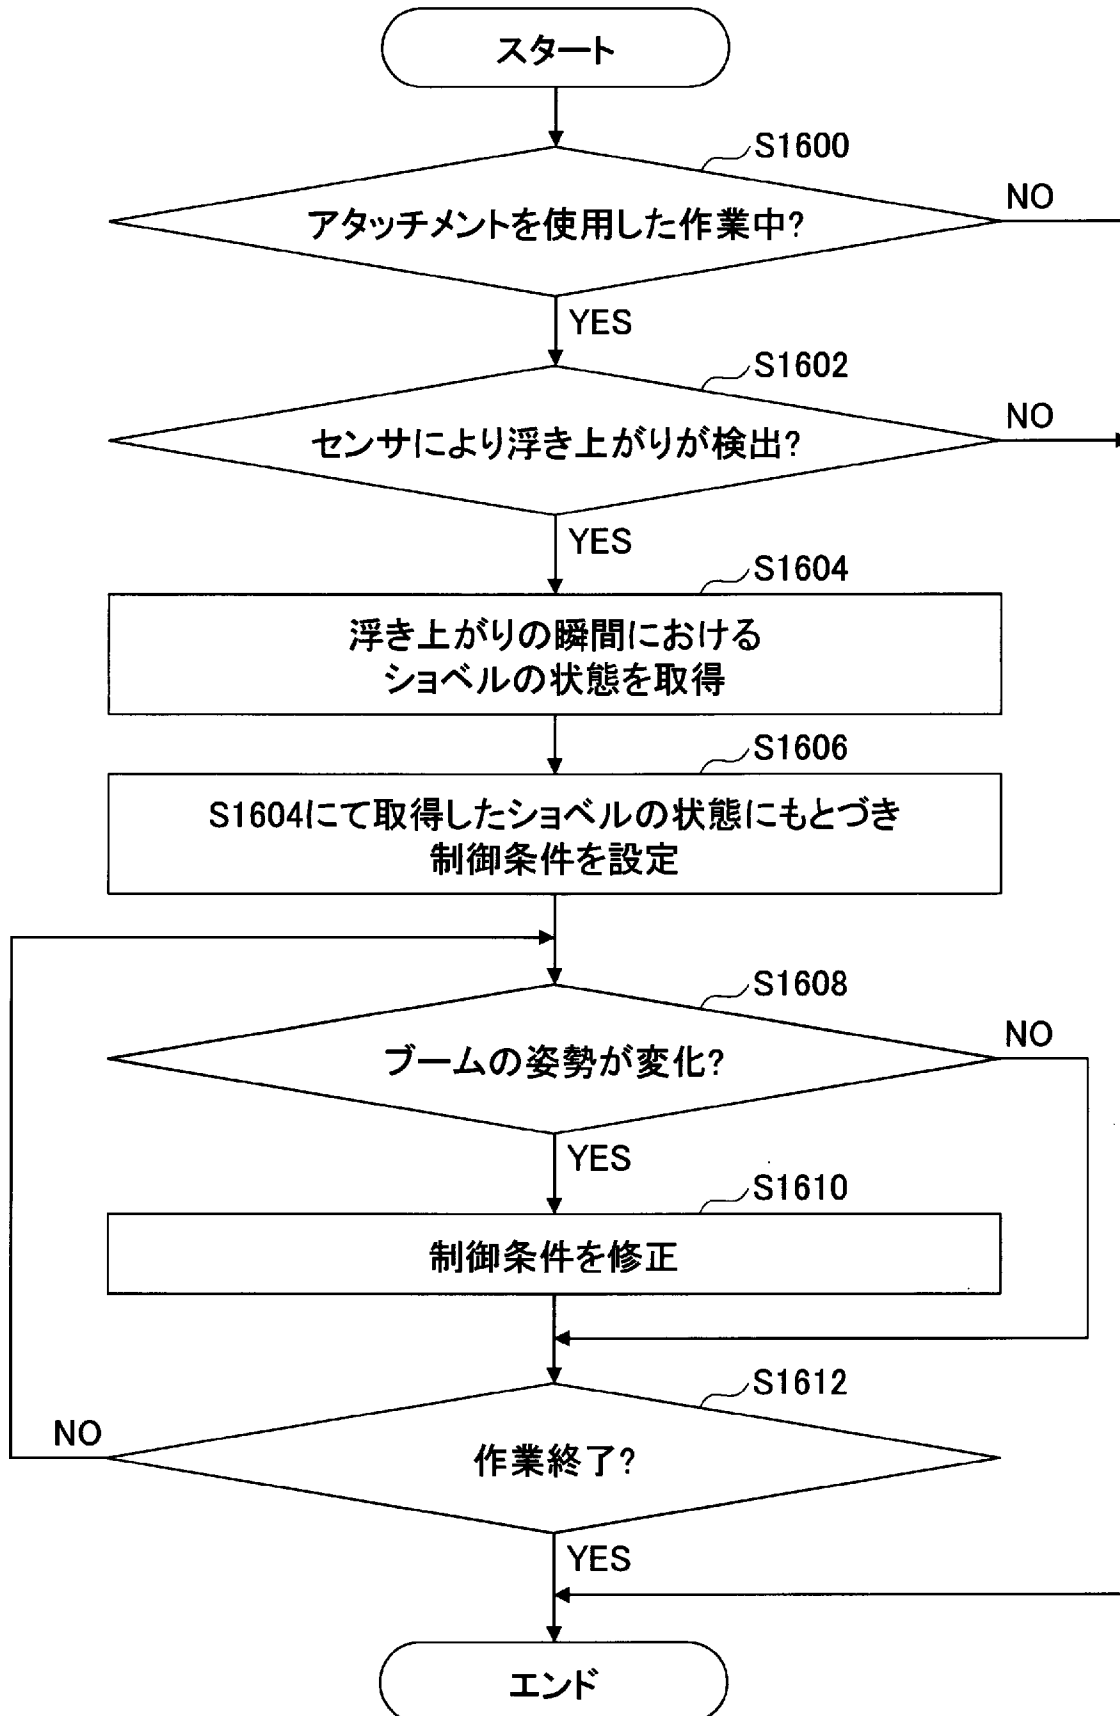 スタート
S1600
アタッチメントを使用した作業中?
NO
YES
S1602
センサにより浮き上がりが検出?
NO
YES
S1604
浮き上がりの瞬間における
ショベルの状態を取得
S1606
S1604にて取得したショベルの状態にもとづき
制御条件を設定
S1608
ブームの姿勢が変化?
NO
YES
S1610
制御条件を修正
S1612
作業終了?
NO
YES
エンド